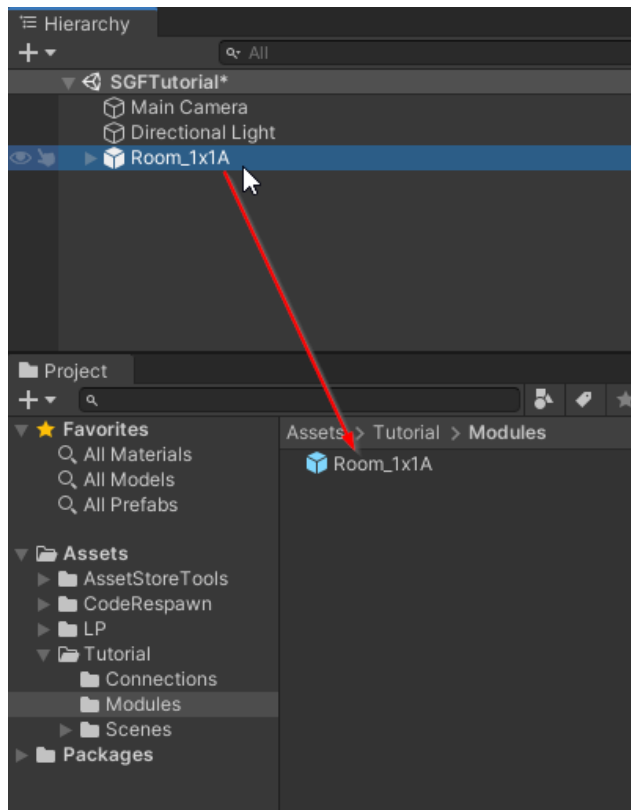 Hierarchy
All
SGFTutorial*
Main Camera
Directional Light
Room_1x1A
Project
Favorites
All Materials
All Models
All Prefabs
Assets
AssetStoreTools
CodeRespawn
LP
Tutorial
Connections
Modules
Scenes
Packages
Assets > Tutorial > Modules
Room_1x1A